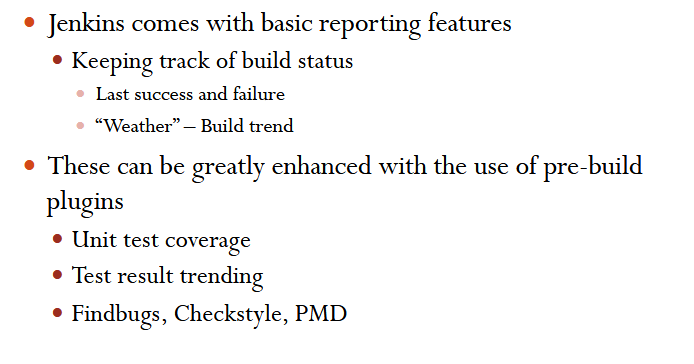 Jenkins comes with basic reporting features
Keeping track of build status
Last success and failure
“Weather” – Build trend
These can be greatly enhanced with the use of pre-build
plugins
Unit test coverage
Test result trending
Findbugs, Checkstyle, PMD